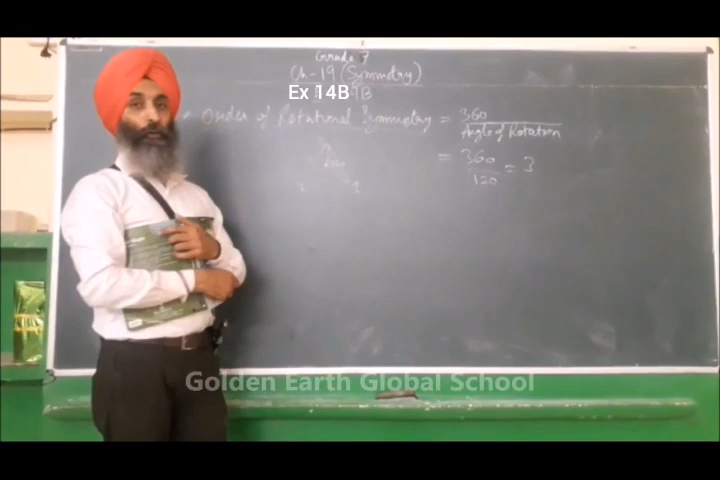 Grade 7
Ch-19 (Symmetry)
Ex 14B 9B
Order of Rotational Symmetry = 360
Angle of Rotation
= 360
120
= 3
Golden Earth Global School